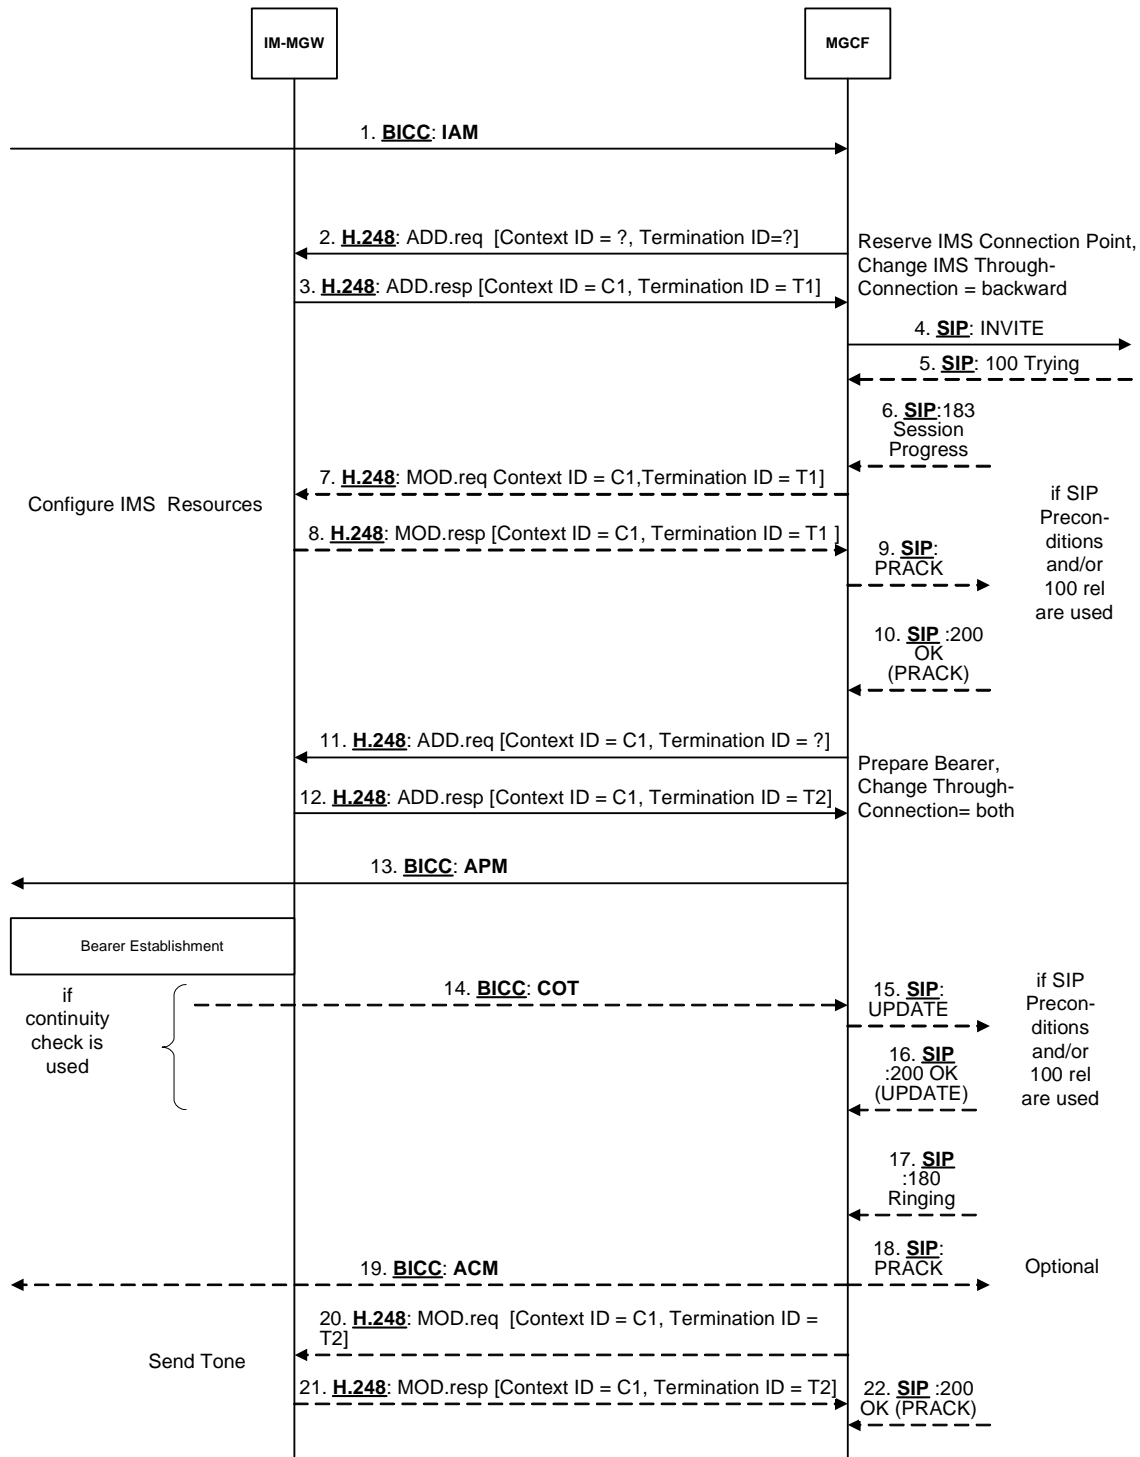 IM-MGW
MGCF
1. BICC: IAM
2. H.248: ADD.req [Context ID = ?, Termination ID=?]
Reserve IMS Connection Point,
Change IMS Through-
Connection = backward
3. H.248: ADD.resp [Context ID = C1, Termination ID = T1]
4. SIP: INVITE
5. SIP: 100 Trying
6. SIP:183
Session
Progress
7. H.248: MOD.req Context ID = C1,Termination ID = T1]
Configure IMS Resources
8. H.248: MOD.resp [Context ID = C1, Termination ID = T1 ]
9. SIP:
PRACK
if SIP
Precon-
ditions
and/or
100 rel
are used
10. SIP :200
OK
(PRACK)
11. H.248: ADD.req [Context ID = C1, Termination ID = ?]
Prepare Bearer,
Change Through-
Connection= both
12. H.248: ADD.resp [Context ID = C1, Termination ID = T2]
13. BICC: APM
Bearer Establishment
if
continuity
check is
used
14. BICC: COT
15. SIP:
UPDATE
if SIP
Precon-
ditions
and/or
100 rel
are used
16. SIP
:200 OK
(UPDATE)
17. SIP
:180
Ringing
18. SIP:
PRACK
Optional
19. BICC: ACM
20. H.248: MOD.req [Context ID = C1, Termination ID =
T2]
Send Tone
21. H.248: MOD.resp [Context ID = C1, Termination ID = T2]
22. SIP :200
OK (PRACK)